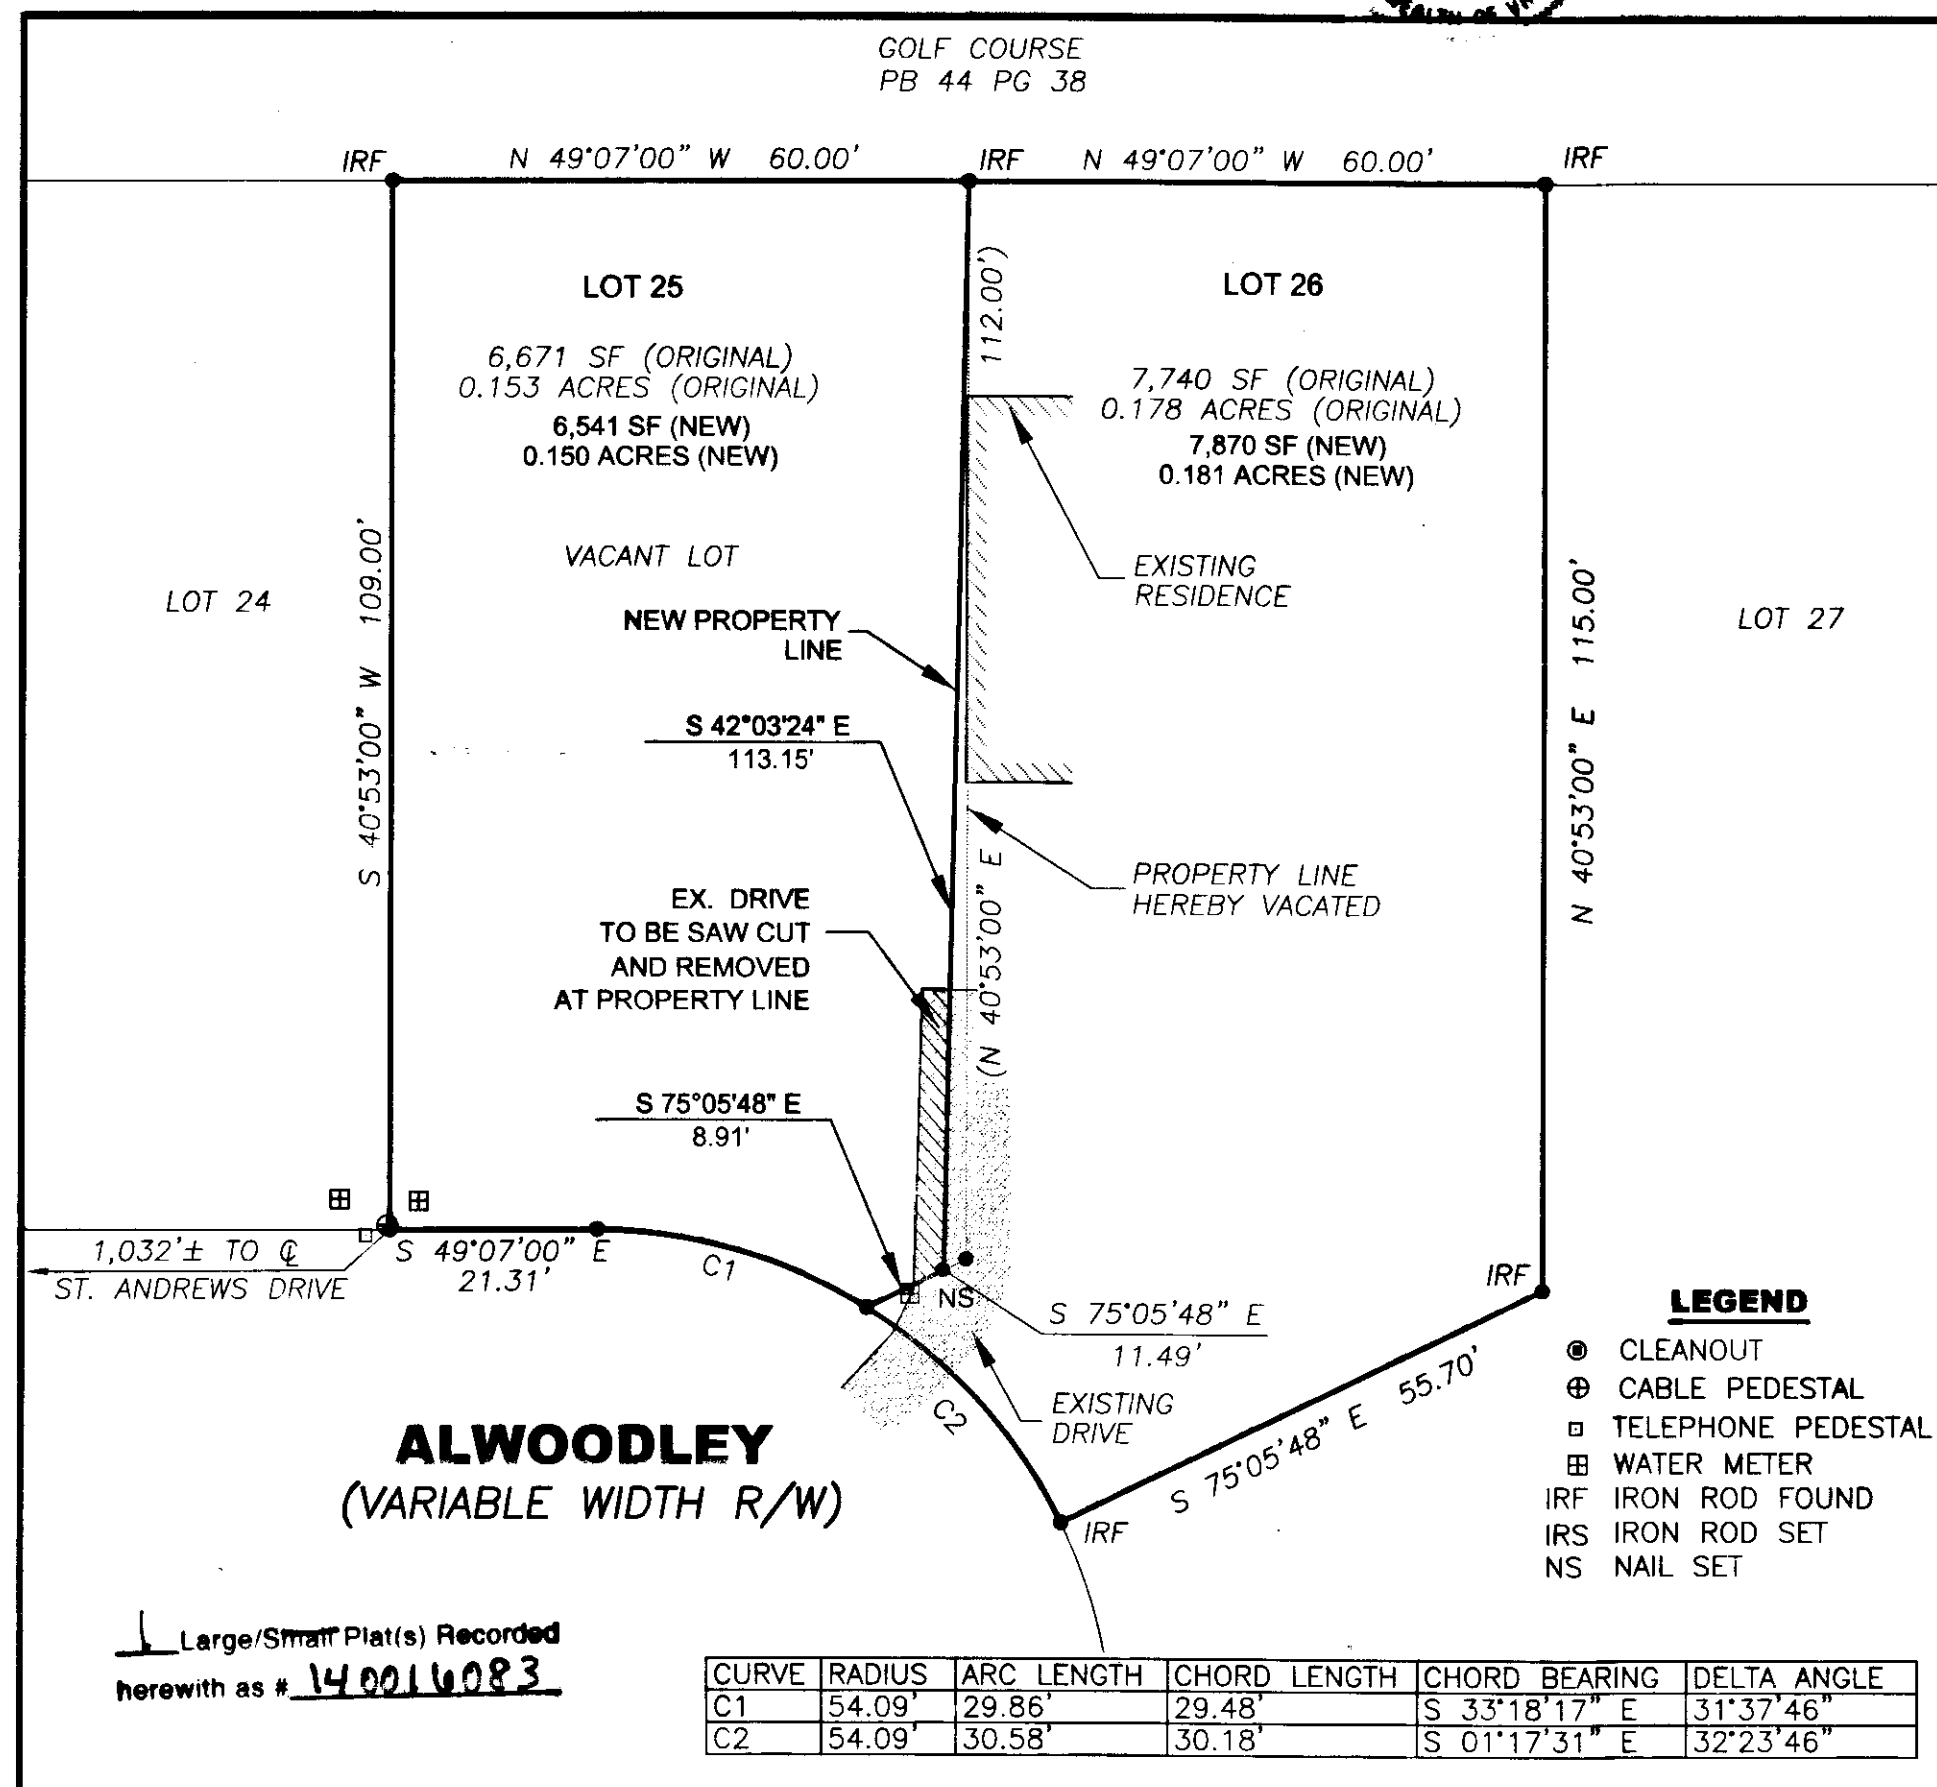 GOLF COURSE
PB 44 PG 38
IRF
N 49°07'00" W 60.00'
IRF
N 49°07'00" W 60.00'
IRF
LOT 25
6,671 SF (ORIGINAL)
0.153 ACRES (ORIGINAL)
6,541 SF (NEW)
0.150 ACRES (NEW)
VACANT LOT
112.00')
LOT 26
7,740 SF (ORIGINAL)
0.178 ACRES (ORIGINAL)
7,870 SF (NEW)
0.181 ACRES (NEW)
EXISTING
RESIDENCE
LOT 24
S 40°53'00" W 109.00'
NEW PROPERTY
LINE
S 42°03'24" E
113.15'
N 40°53'00" E 115.00'
LOT 27
PROPERTY LINE
HEREBY VACATED
(N 40°53'00" E
EX. DRIVE
TO BE SAW CUT
AND REMOVED
AT PROPERTY LINE
S 75°05'48" E
8.91'
1,032'± TO ℄
ST. ANDREWS DRIVE
S 49°07'00" E
21.31'
C1
NS
S 75°05'48" E
11.49'
EXISTING
DRIVE
C2
IRF
S 75°05'48" E 55.70'
IRF
ALWOODLEY
(VARIABLE WIDTH R/W)
LEGEND
CLEANOUT
CABLE PEDESTAL
TELEPHONE PEDESTAL
WATER METER
IRF IRON ROD FOUND
IRS IRON ROD SET
NS NAIL SET
1 Large/Small Plat(s) Recorded
herewith as # 140016083
CURVE RADIUS ARC LENGTH CHORD LENGTH CHORD BEARING DELTA ANGLE
C1 54.09' 29.86' 29.48' S 33°18'17" E 31°37'46"
C2 54.09' 30.58' 30.18' S 01°17'31" E 32°23'46"